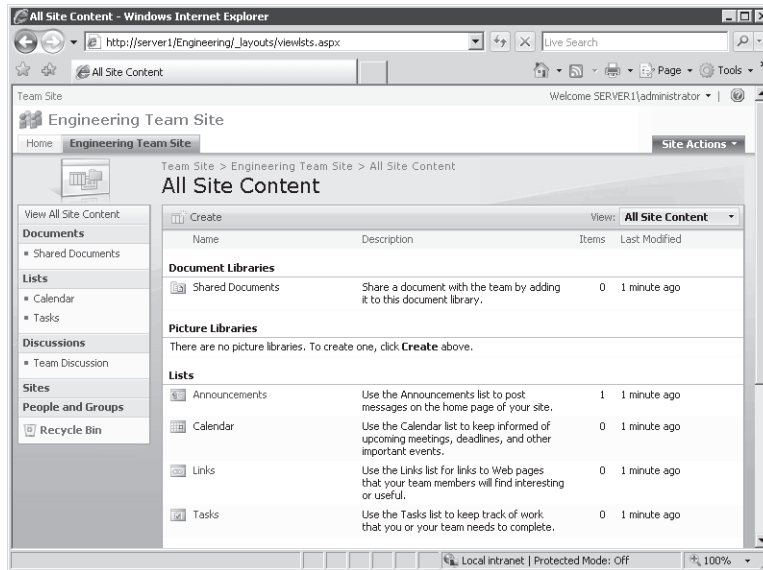 All Site Content - Windows Internet Explorer
http://server1/Engineering/_layouts/viewlsts.aspx
Live Search
All Site Content
Page
Tools
Team Site
Welcome SERVER1\administrator
Engineering Team Site
Home
Engineering Team Site
Site Actions
Team Site > Engineering Team Site > All Site Content
All Site Content
View All Site Content
Documents
Shared Documents
Lists
Calendar
Tasks
Discussions
Team Discussion
Sites
People and Groups
Recycle Bin
Create
View: All Site Content
Name Description Items Last Modified
Document Libraries
Shared Documents Share a document with the team by adding 0 1 minute ago
it to this document library.
Picture Libraries
There are no picture libraries. To create one, click Create above.
Lists
Announcements Use the Announcements list to post 1 1 minute ago
messages on the home page of your site.
Calendar Use the Calendar list to keep informed of 0 1 minute ago
upcoming meetings, deadlines, and other
important events.
Links Use the Links list for links to Web pages 0 1 minute ago
that your team members will find interesting
or useful.
Tasks Use the Tasks list to keep track of work 0 1 minute ago
that you or your team needs to complete.
Local intranet | Protected Mode: Off
100%